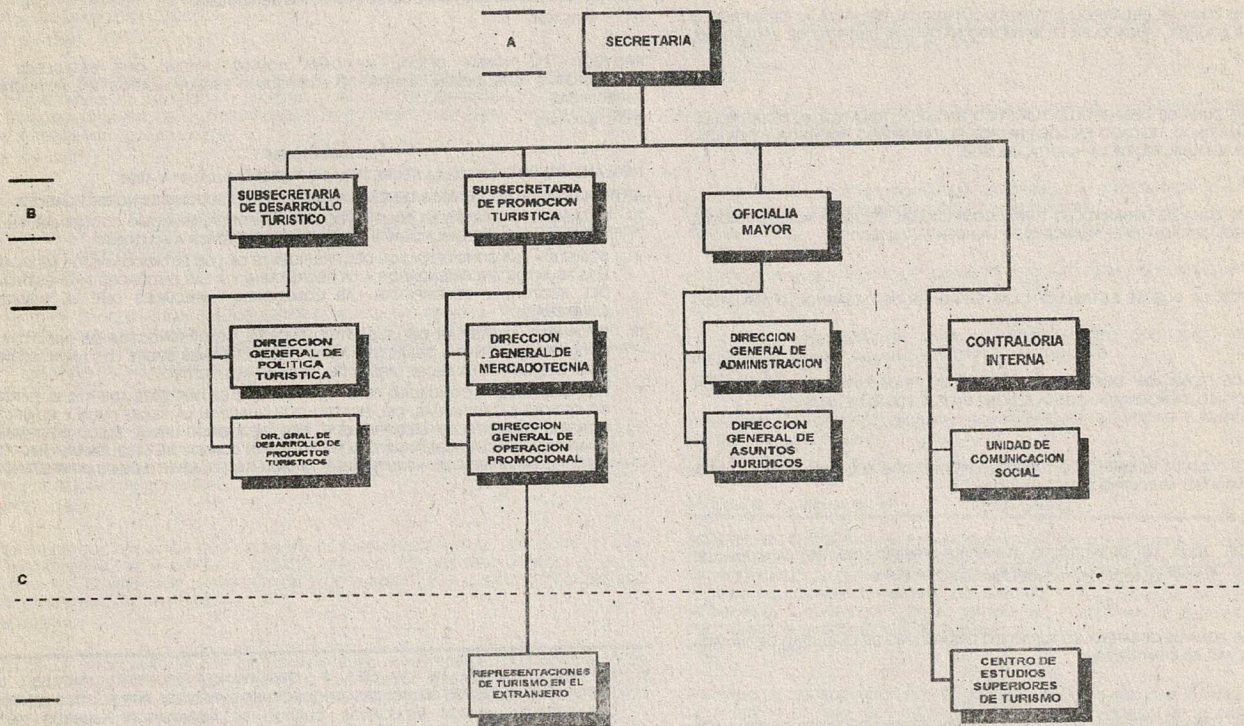 A
SECRETARIA
B
SUBSECRETARIA
DE DESARROLLO
TURISTICO
SUBSECRETARIA
DE PROMOCION
TURISTICA
OFICIALIA
MAYOR
DIRECCION
GENERAL DE
POLITICA
TURISTICA
DIRECCION
GENERAL DE
MERCADOTECNIA
DIRECCION
GENERAL DE
ADMINISTRACION
CONTRALORIA
INTERNA
DIR. GRAL. DE
DESARROLLO DE
PRODUCTOS
TURISTICOS
DIRECCION
GENERAL DE
OPERACION
PROMOCIONAL
DIRECCION
GENERAL DE
ASUNTOS
JURIDICOS
UNIDAD DE
COMUNICACION
SOCIAL
C
REPRESENTACIONES
DE TURISMO EN EL
EXTRANJERO
CENTRO DE
ESTUDIOS
SUPERIORES
DE TURISMO